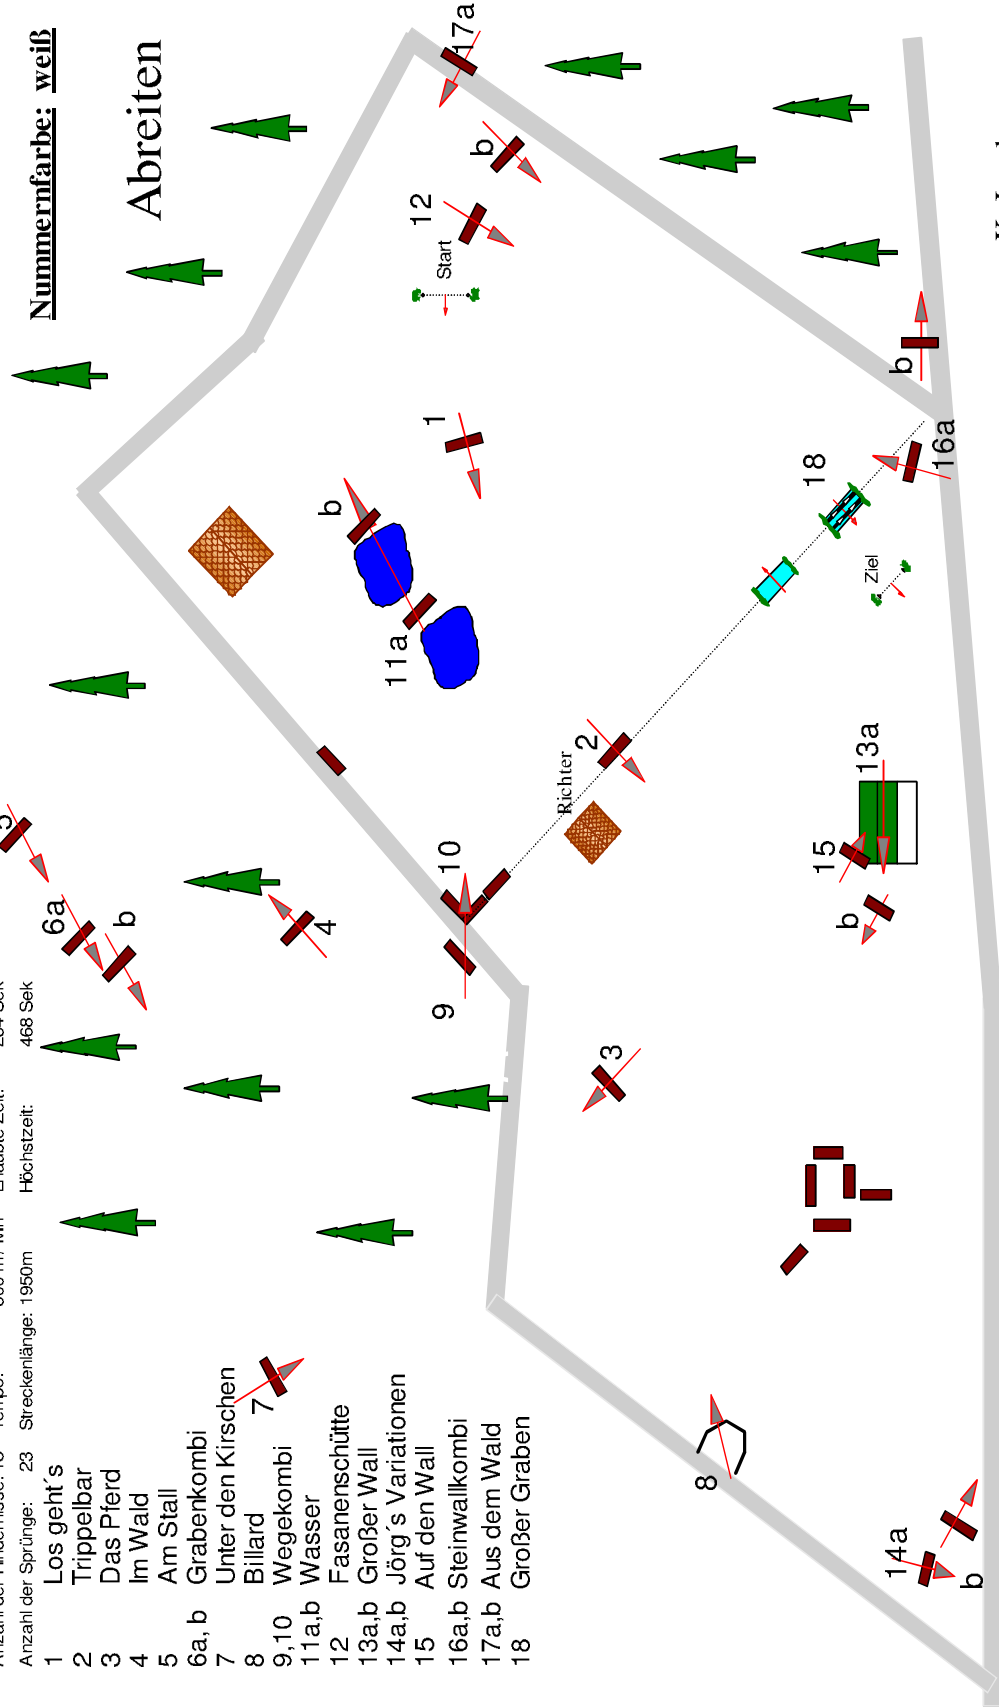 Nummernfarbe: weiß
Abreiten
Anzahl der Sprünge: 23 Streckenlänge: 1950m Höchstzeit: 468 Sek
1 Los geht´s
2 Trippelbar
3 Das Pferd
4 Im Wald
5 Am Stall
6a, b Grabenkombi
7 Unter den Kirschen
8 Billard
9,10 Wegekombi
11a,b Wasser
12 Fasanenschütte
13a,b Großer Wall
14a,b Jörg´s Variationen
15 Auf den Wall
16a,b Steinwallkombi
17a,b Aus dem Wald
18 Großer Graben
5
6a
b
4
7
b
11a
1
12
Start
b
17a
9
10
Richter
2
3
8
18
Ziel
16a
b
15
13a
b
14a
b